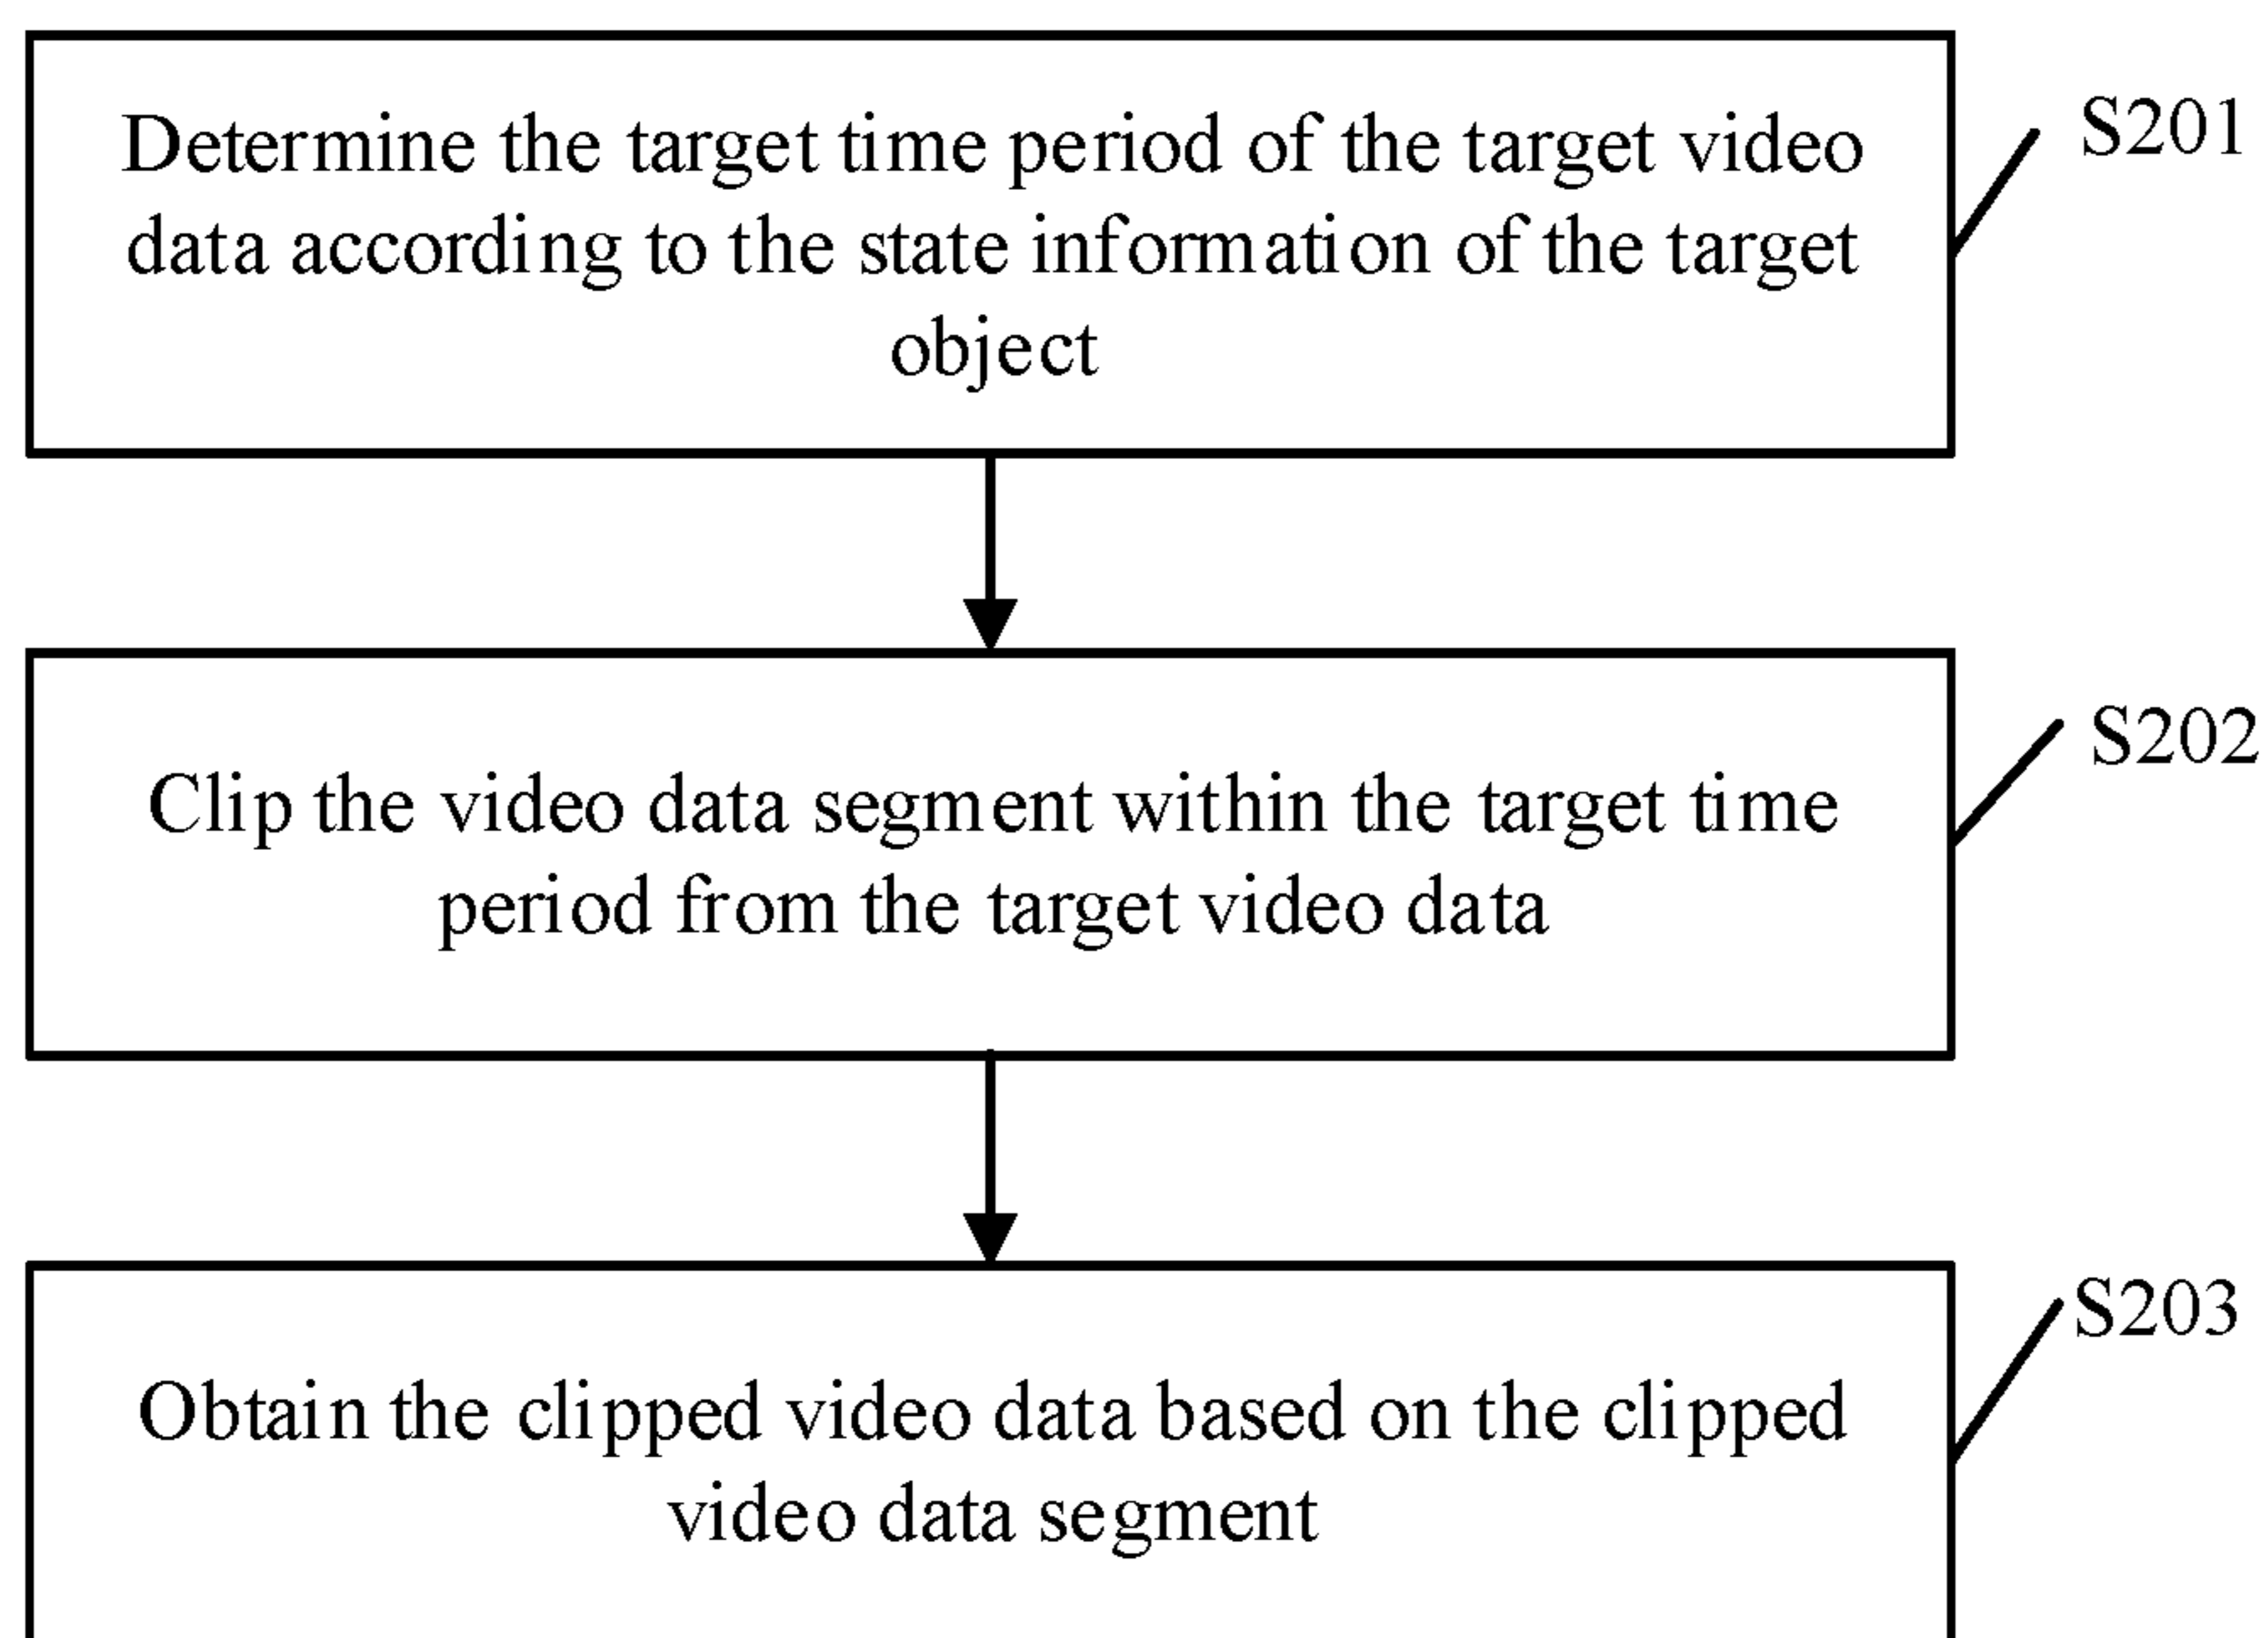 Determine the target time period of the target video
data according to the state information of the target
object
S201
Clip the video data segment within the target time
period from the target video data
S202
Obtain the clipped video data based on the clipped
video data segment
S203